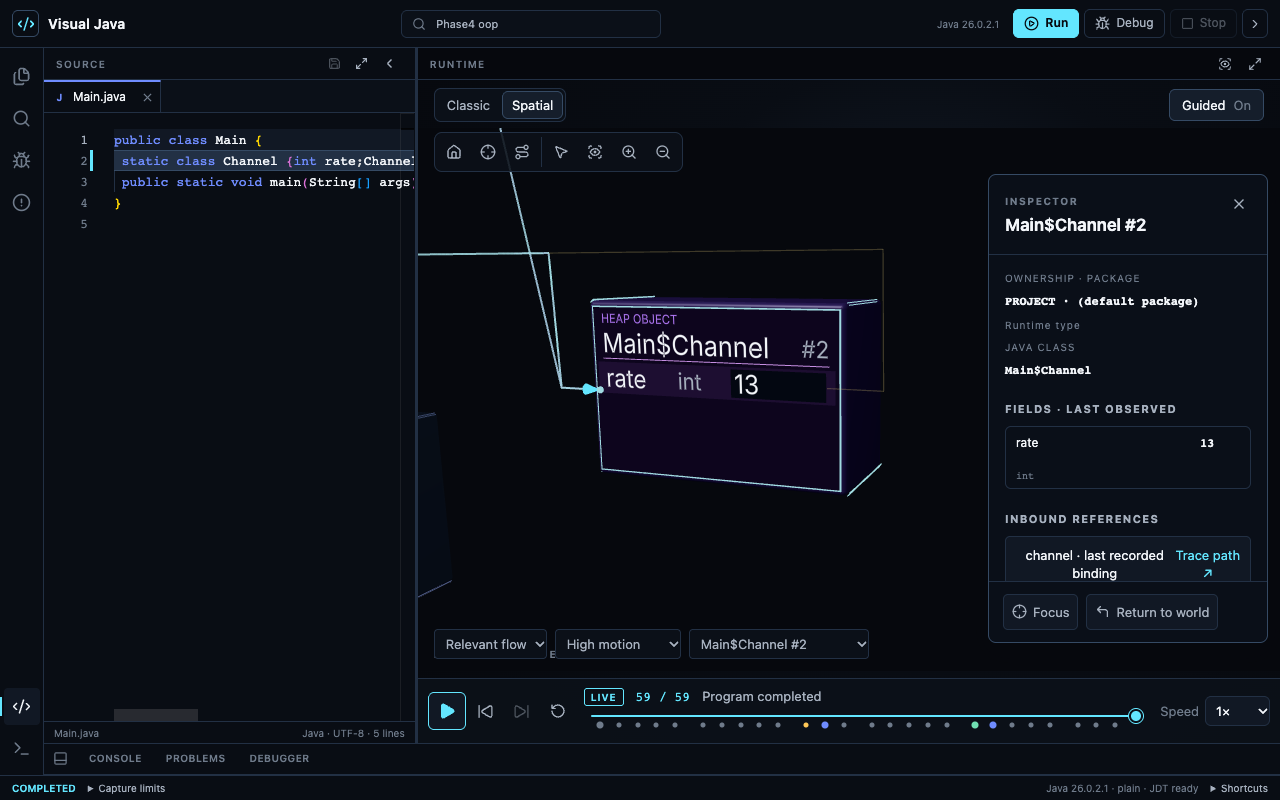 Visual Java
Phase4 oop
Java 26.0.2.1
Run
Debug
Stop
SOURCE
RUNTIME
J Main.java
Classic
Spatial
Guided On
1 public class Main {
2 static class Channel {int rate;Channel
3 public static void main(String[] args)
4 }
5
INSPECTOR
Main$Channel #2
OWNERSHIP · PACKAGE
PROJECT · (default package)
Runtime type
JAVA CLASS
Main$Channel
FIELDS · LAST OBSERVED
rate 13
int
INBOUND REFERENCES
channel · last recorded binding
Trace path ↗
Focus
Return to world
HEAP OBJECT
Main$Channel #2
rate int 13
Relevant flow
E
High motion
Main$Channel #2
LIVE 59 / 59 Program completed
Speed 1×
Main.java
Java · UTF-8 · 5 lines
CONSOLE
PROBLEMS
DEBUGGER
COMPLETED
Capture limits
Java 26.0.2.1 · plain · JDT ready
Shortcuts